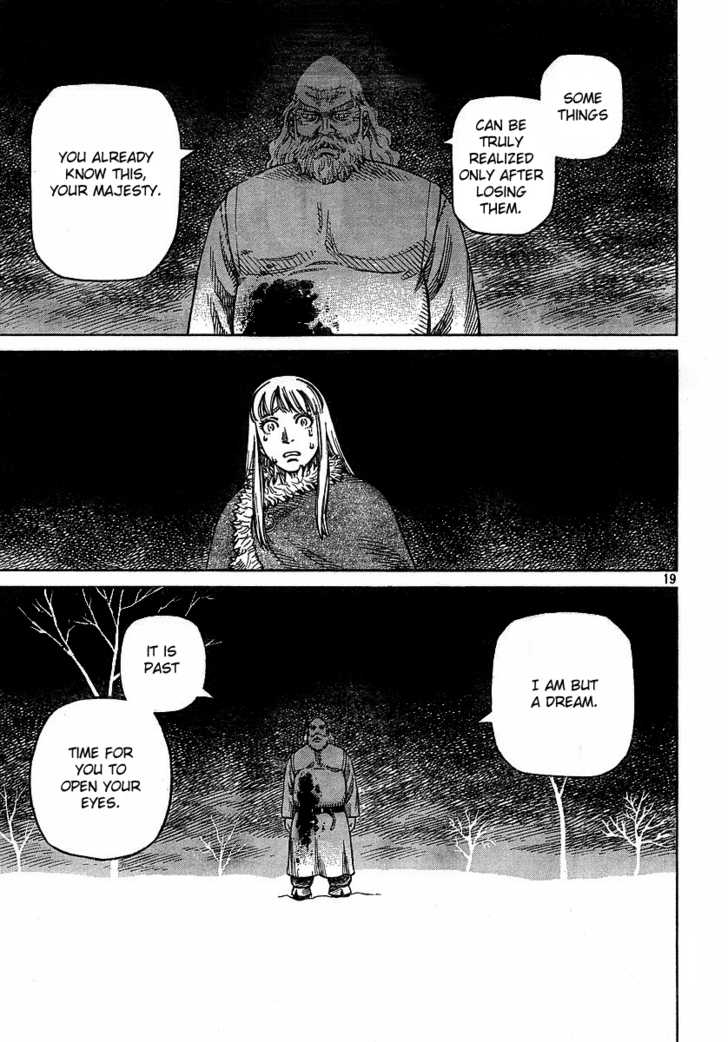 SOME
THINGS
CAN BE
TRULY
REALIZED
ONLY AFTER
LOSING
THEM.
YOU ALREADY
KNOW THIS,
YOUR MAJESTY.
19
I AM BUT
A DREAM.
IT IS
PAST
TIME FOR
YOU TO
OPEN YOUR
EYES.